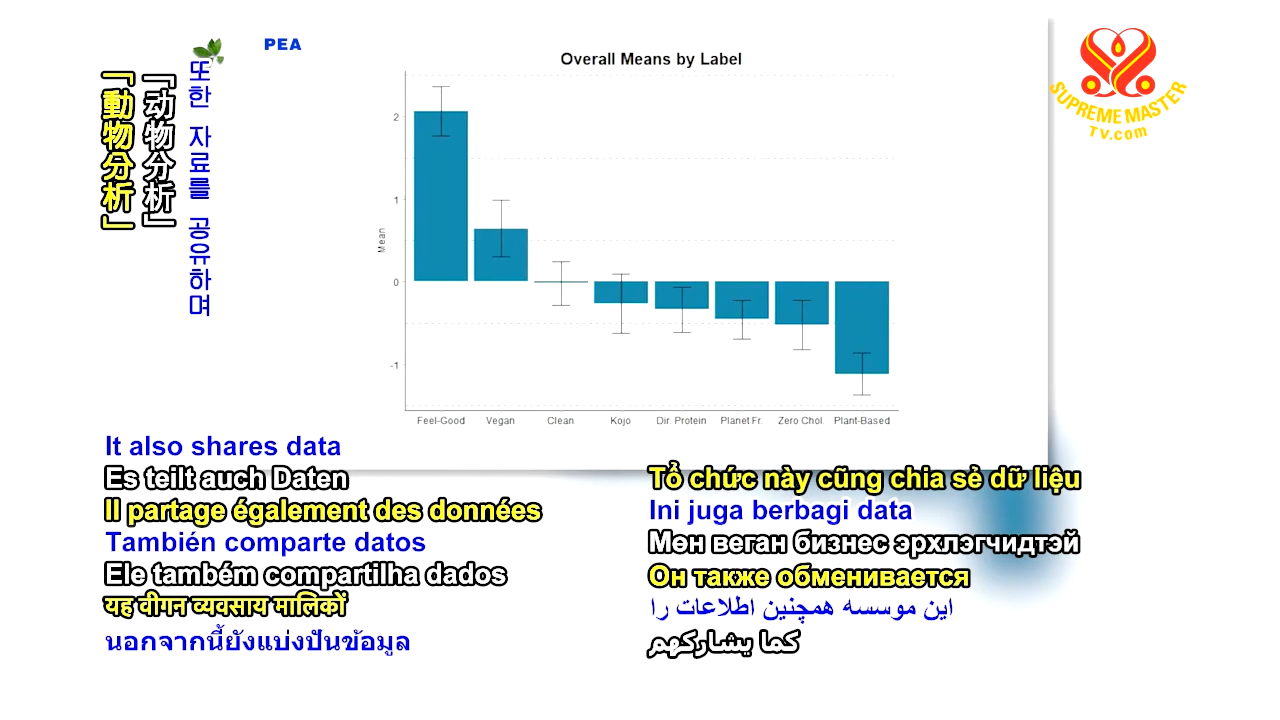 PEA
SUPREME MASTER
TV.com
「動物分析」
「动物分析」
또한 자료를 공유하며
Overall Means by Label
2
1
0
-1
Mean
Feel-Good Vegan Clean Kojo Dir. Protein Planet Fr. Zero Chol. Plant-Based
It also shares data
Es teilt auch Daten
Il partage également des données
También comparte datos
Ele também compartilha dados
यह वीगन व्यवसाय मालिकों
นอกจากนี้ยังแบ่งปันข้อมูล
Tổ chức này cũng chia sẻ dữ liệu
Ini juga berbagi data
Мөн веган бизнес эрхлэгчидтэй
Он также обменивается
این موسسه همچنین اطلاعات را
كما يشاركهم